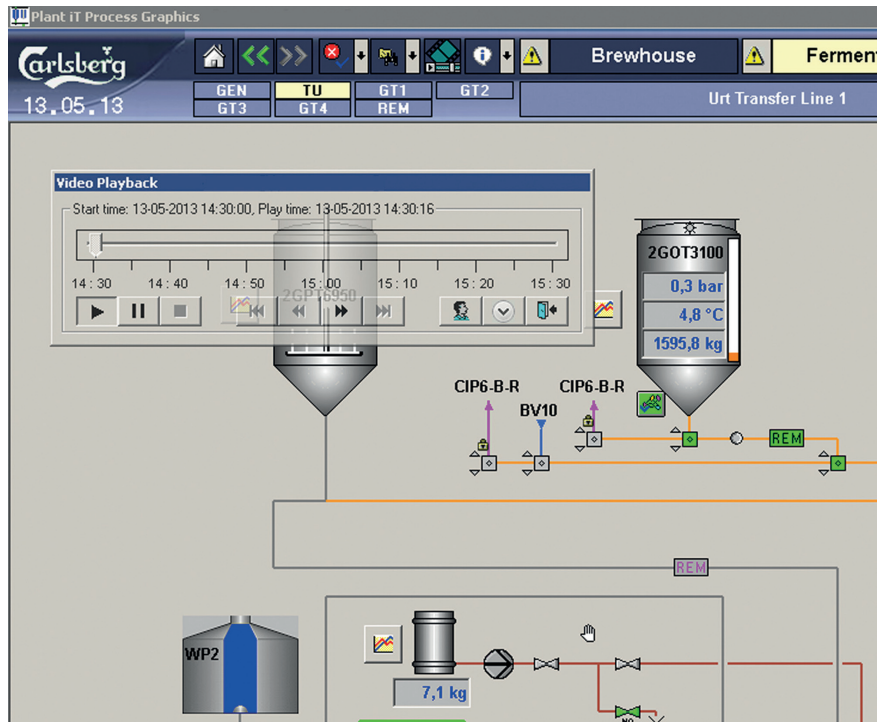 Plant iT Process Graphics
Carlsberg
Brewhouse
Fermen
13.05.13
GEN TU GT1 GT2
GT3 GT4 REM
Urt Transfer Line 1
Video Playback
Start time: 13-05-2013 14:30:00, Play time: 13-05-2013 14:30:16
14:30 14:40 14:50 15:00 15:10 15:20 15:30
2GPT6950
2GOT3100
0,3 bar
4,8 °C
1595,8 kg
CIP6-B-R CIP6-B-R
BV10
REM
REM
WP2
7,1 kg
NO